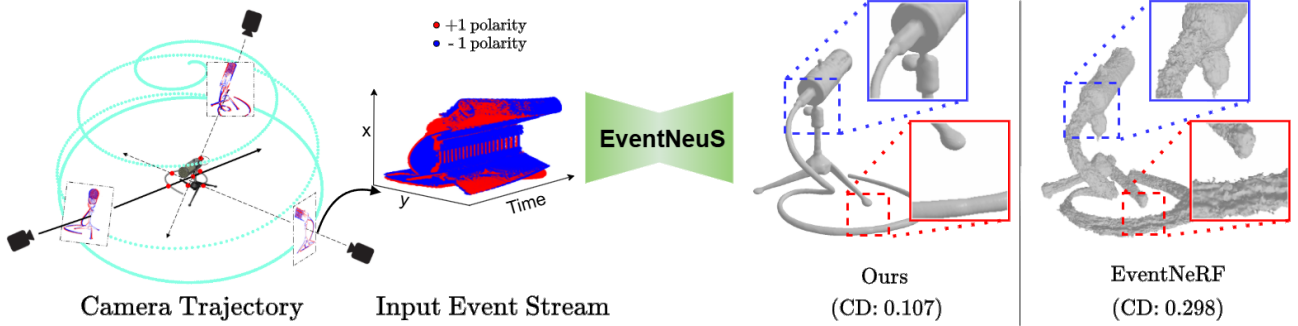 +1 polarity
- 1 polarity
x
y
Time
EventNeuS
Camera Trajectory
Input Event Stream
Ours
(CD: 0.107)
EventNeRF
(CD: 0.298)